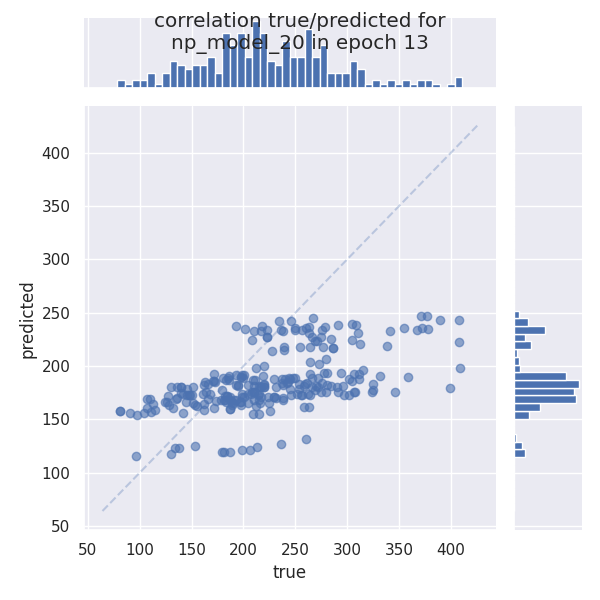 correlation true/predicted for
np_model_20 in epoch 13
400
350
300
250
200
150
100
50
predicted
50 100 150 200 250 300 350 400
true